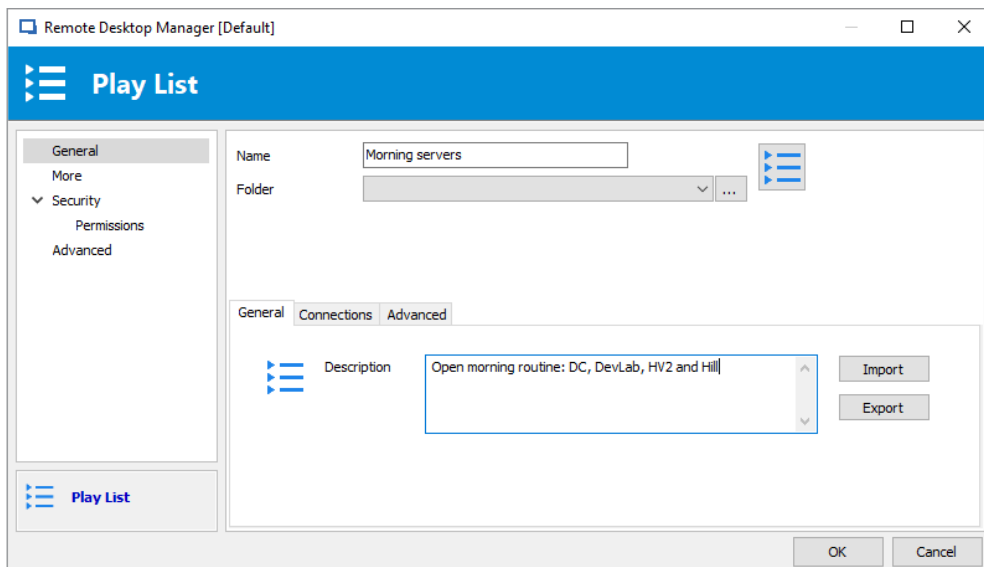 Remote Desktop Manager [Default]
Play List
General
More
Security
Permissions
Advanced
Play List
Name
Morning servers
Folder
...
General Connections Advanced
Description
Open morning routine: DC, DevLab, HV2 and Hill
Import
Export
OK
Cancel